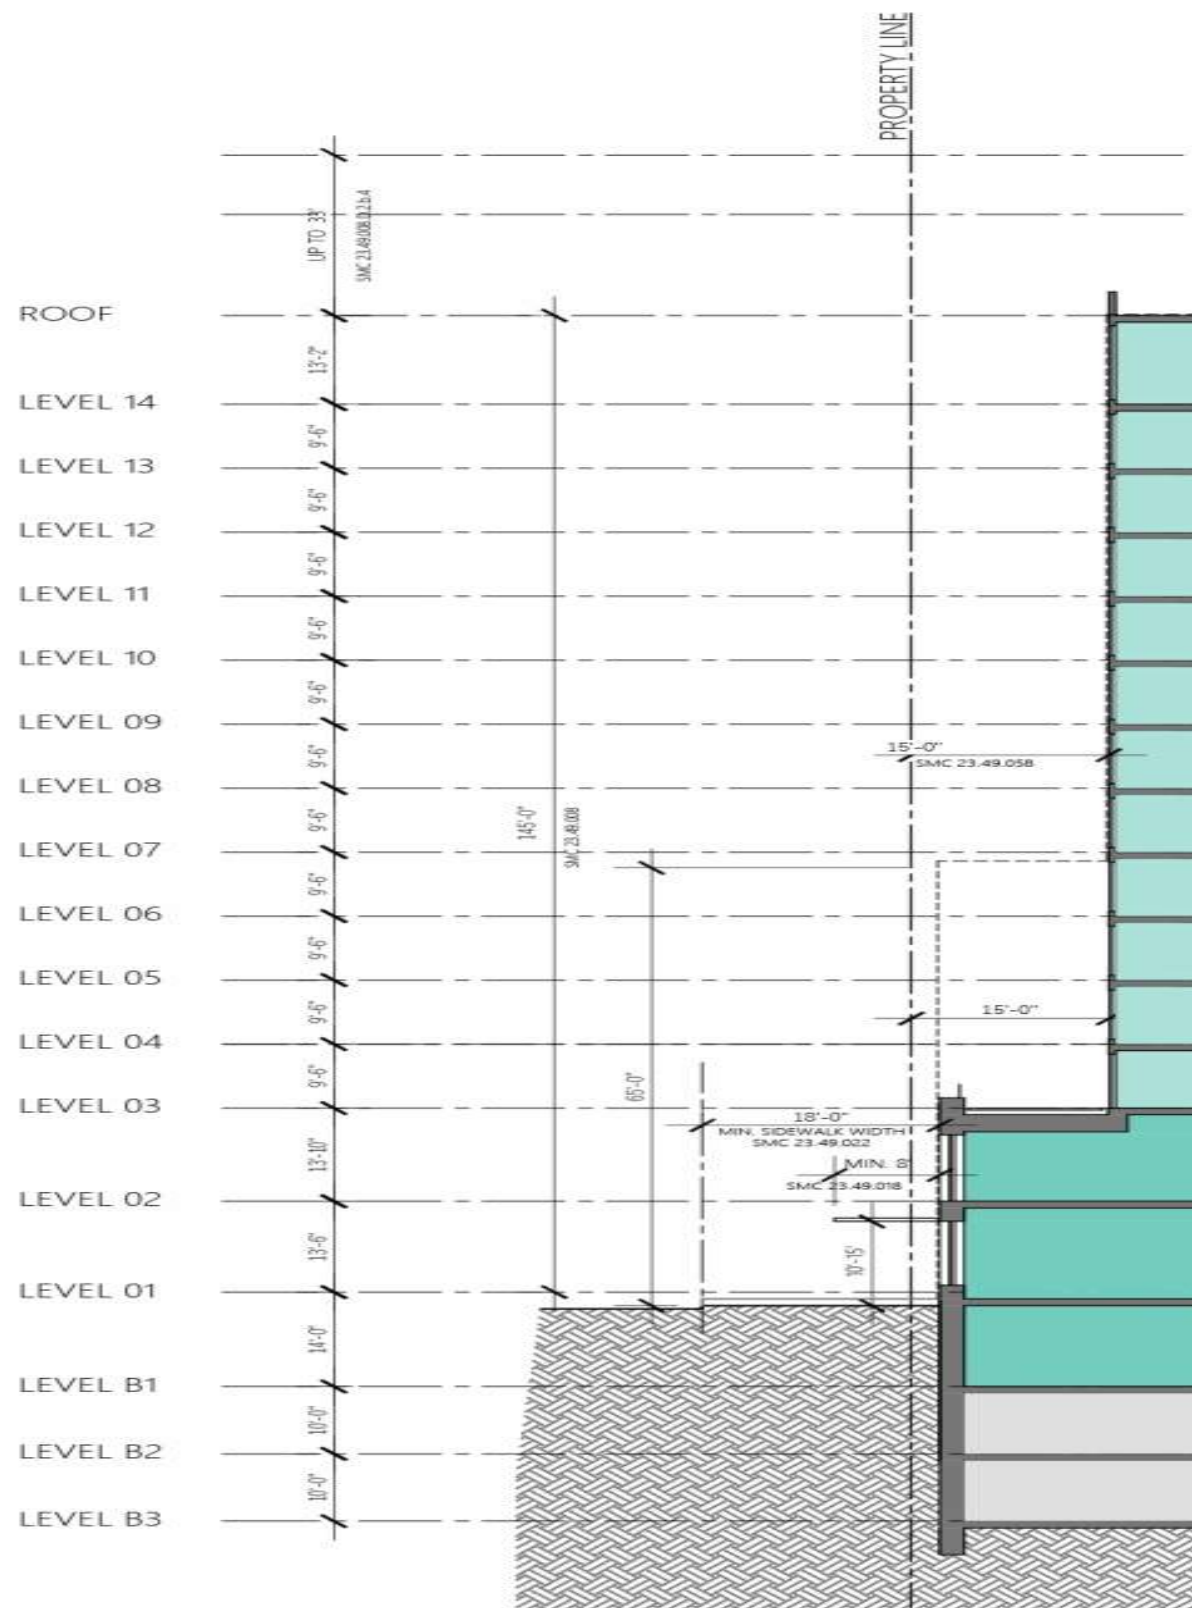 PROPERTY LINE
UP TO 33'
SMC 23.49.008.D.2.b.4
ROOF
13'-2"
LEVEL 14
9'-6"
LEVEL 13
9'-6"
LEVEL 12
9'-6"
LEVEL 11
9'-6"
LEVEL 10
9'-6"
LEVEL 09
15'-0"
SMC 23.49.058
9'-6"
LEVEL 08
145'-0"
SMC 23.49.008
9'-6"
LEVEL 07
9'-6"
LEVEL 06
9'-6"
LEVEL 05
9'-6"
15'-0"
LEVEL 04
9'-6"
65'-0"
LEVEL 03
18'-0"
MIN. SIDEWALK WIDTH
SMC 23.49.022
13'-10"
MIN. 8'
SMC 23.49.018
LEVEL 02
13'-6"
10'-15'
LEVEL 01
14'-0"
LEVEL B1
10'-0"
LEVEL B2
10'-0"
LEVEL B3